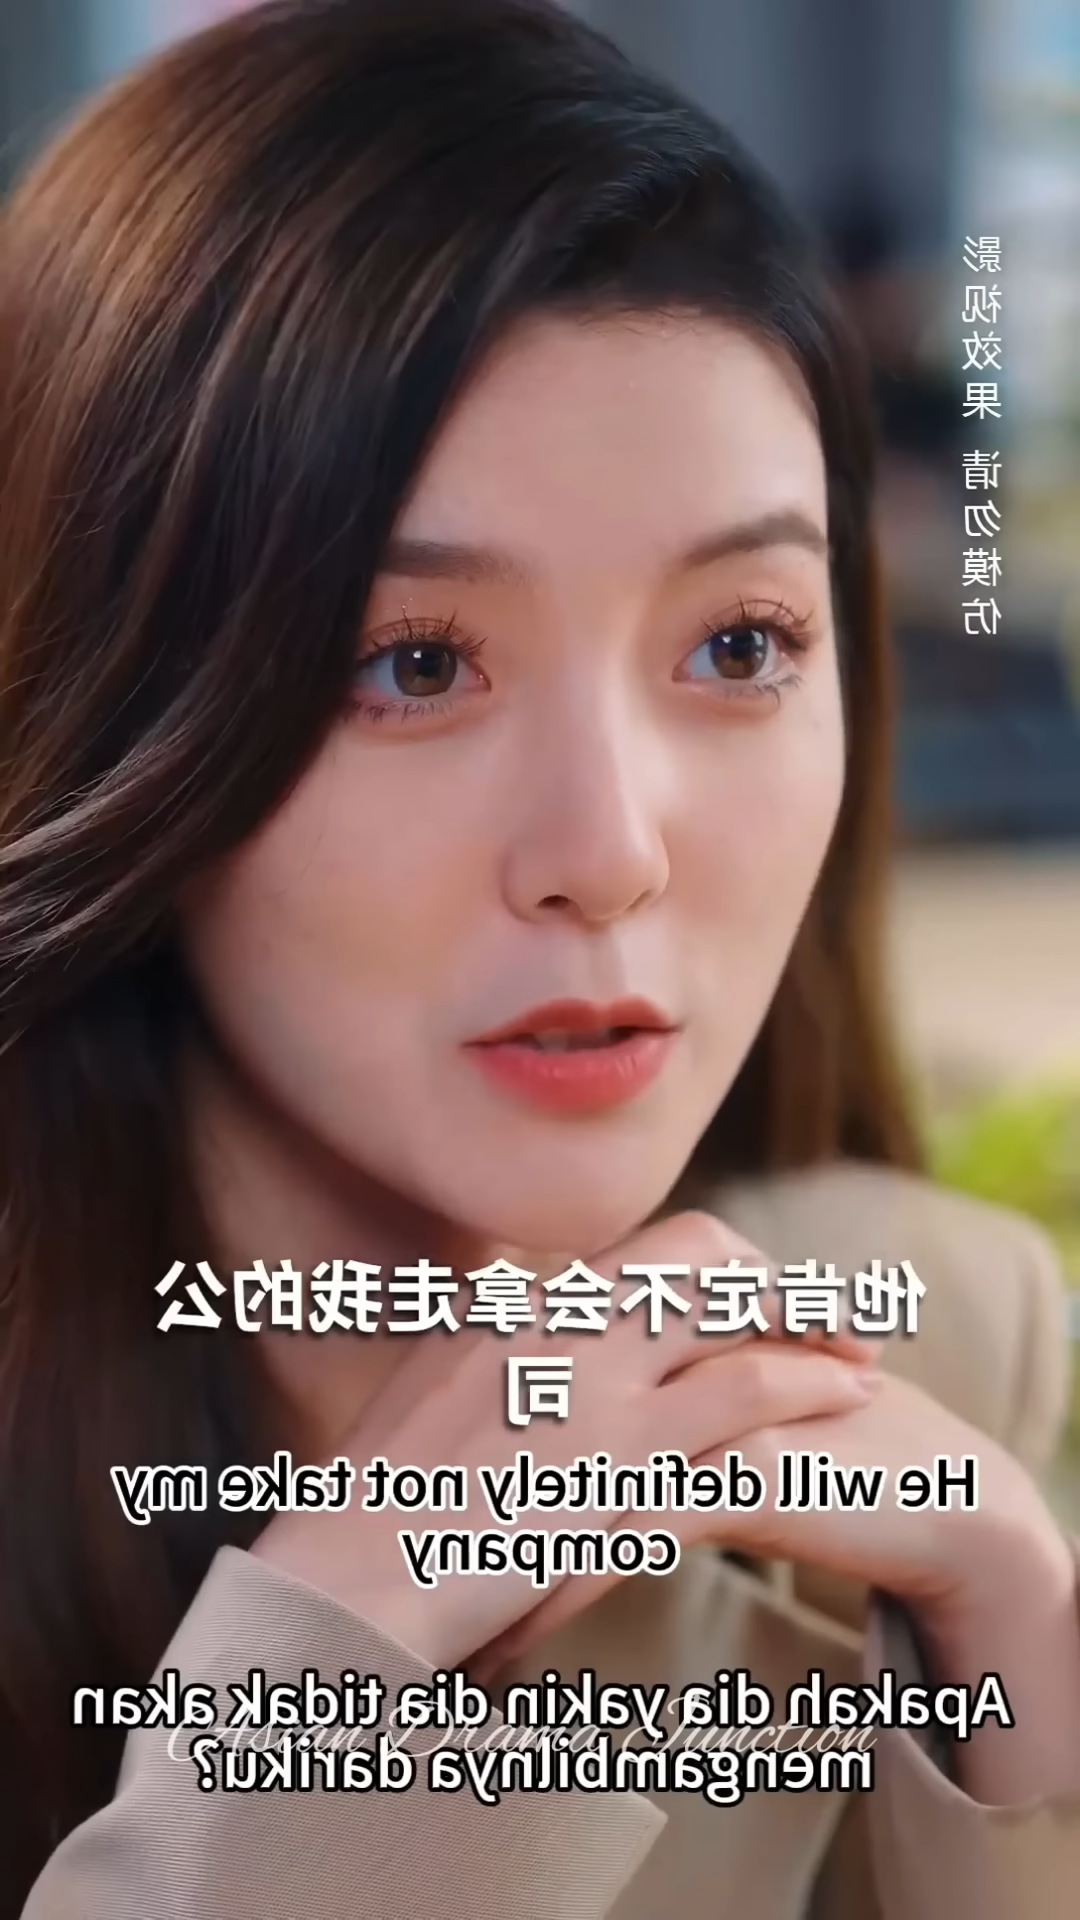 影视效果 请勿模仿
他肯定不会拿走我的公
司
He will definitely not take my
company
Apakah dia yakin dia tidak akan
mengambilnya dariku?
Asian Drama Junction